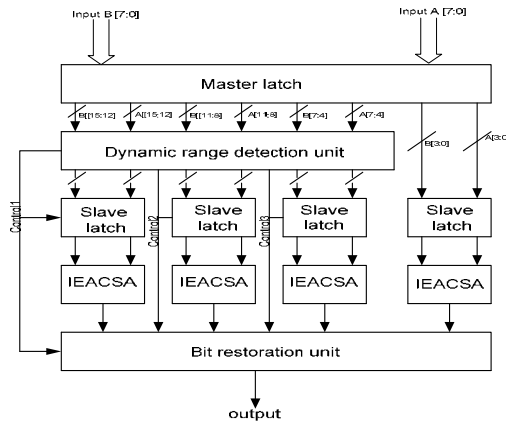 Input B [7:0]
Input A [7:0]
Master latch
B[[15:12]
A[[15:12]
B[[11:8]
A[11:8]
B[7:4]
A[7:4]
B[3:0]
A[3:0
Dynamic range detection unit
Control1
Slave latch
Control2
Slave latch
Control3
Slave latch
Slave latch
IEACSA
IEACSA
IEACSA
IEACSA
Bit restoration unit
output